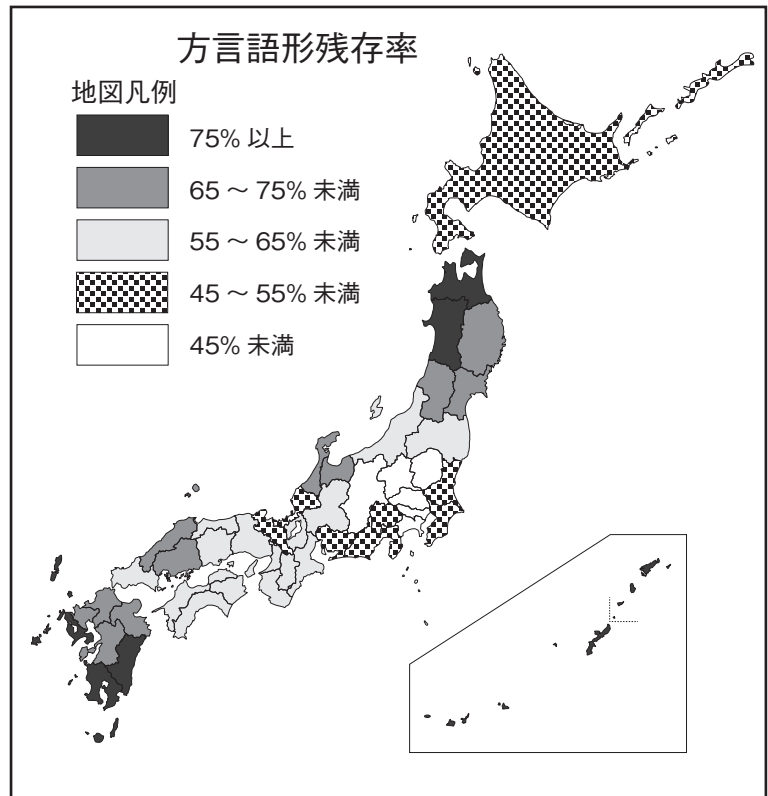 方言語形残存率
地図凡例
75% 以上
65 ～ 75% 未満
55 ～ 65% 未満
45 ～ 55% 未満
45% 未満